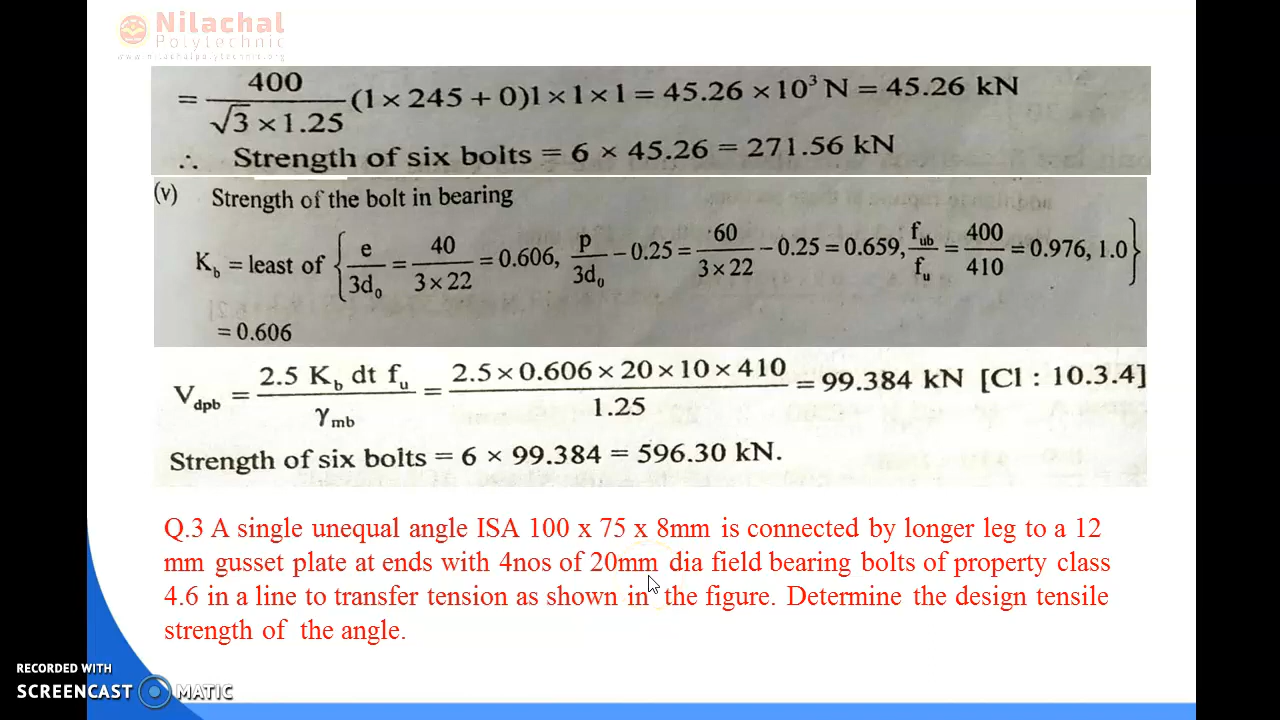 Nilachal
Polytechnic
www.nilachalpolytechnic.org
= 400 / √3 × 1.25 (1 × 245 + 0)1 × 1 × 1 = 45.26 × 10³ N = 45.26 kN
∴ Strength of six bolts = 6 × 45.26 = 271.56 kN
(v) Strength of the bolt in bearing
K_b = least of { e / 3d_o = 40 / 3 × 22 = 0.606, p / 3d_o − 0.25 = 60 / 3 × 22 − 0.25 = 0.659, f_ub / f_u = 400 / 410 = 0.976, 1.0 }
= 0.606
V_dpb = 2.5 K_b dt f_u / γ_mb = 2.5 × 0.606 × 20 × 10 × 410 / 1.25 = 99.384 kN [Cl : 10.3.4]
Strength of six bolts = 6 × 99.384 = 596.30 kN.
Q.3 A single unequal angle ISA 100 x 75 x 8mm is connected by longer leg to a 12
mm gusset plate at ends with 4nos of 20mm dia field bearing bolts of property class
4.6 in a line to transfer tension as shown in the figure. Determine the design tensile
strength of the angle.
RECORDED WITH
SCREENCAST MATIC